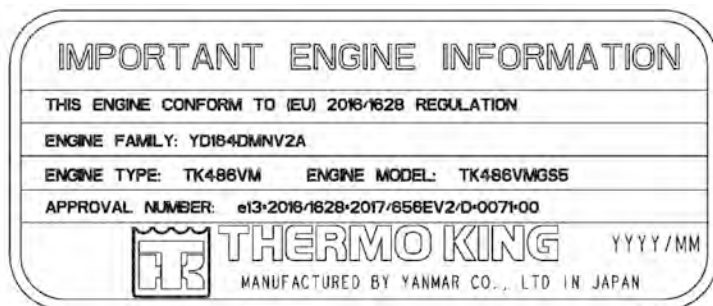 IMPORTANT ENGINE INFORMATION
THIS ENGINE CONFORM TO (EU) 2016/1628 REGULATION
ENGINE FAMILY: YD164DMNV2A
ENGINE TYPE: TK486VM ENGINE MODEL: TK486VMGS5
APPROVAL NUMBER: e13*2016/1628*2017/656EV2/D*0071*00
TK THERMO KING YYYY/MM
MANUFACTURED BY YANMAR CO., LTD IN JAPAN